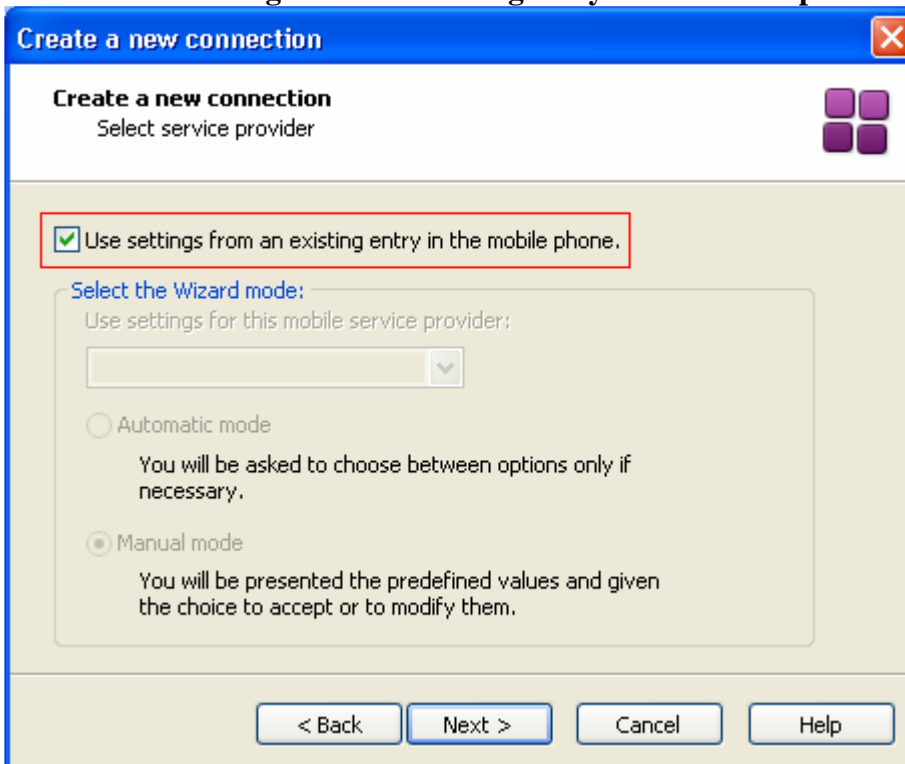 Create a new connection
Create a new connection
Select service provider
Use settings from an existing entry in the mobile phone.
Select the Wizard mode:
Use settings for this mobile service provider:
Automatic mode
You will be asked to choose between options only if
necessary.
Manual mode
You will be presented the predefined values and given
the choice to accept or to modify them.
< Back
Next >
Cancel
Help